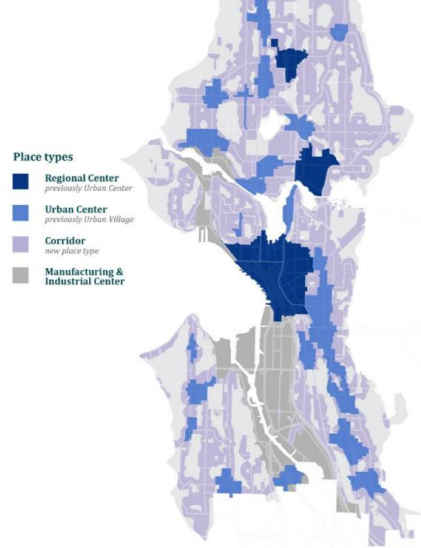 Place types
Regional Center
previously Urban Center
Urban Center
previously Urban Village
Corridor
new place type
Manufacturing &
Industrial Center